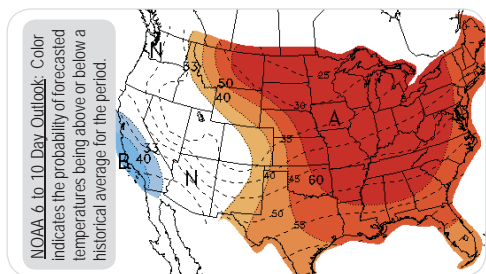 NOAA 6 to 10 Day Outlook: Color
indicates the probability of forecasted
temperatures being above or below a
historical average for the period.
N
33
50
40
25
30
A
35
33
40
B
N
40
45
60
50
55